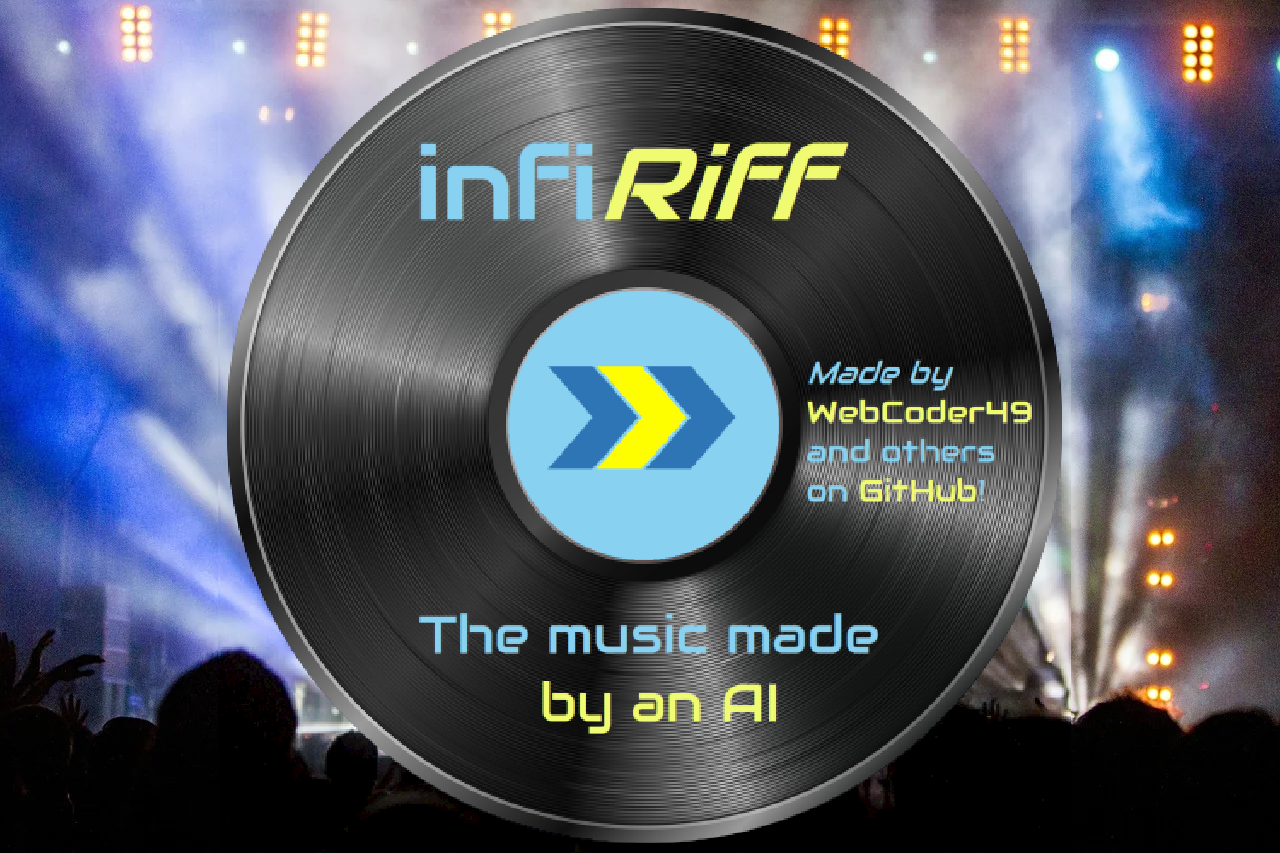 infiRiff
Made by
WebCoder49
and others
on GitHub!
The music made
by an AI